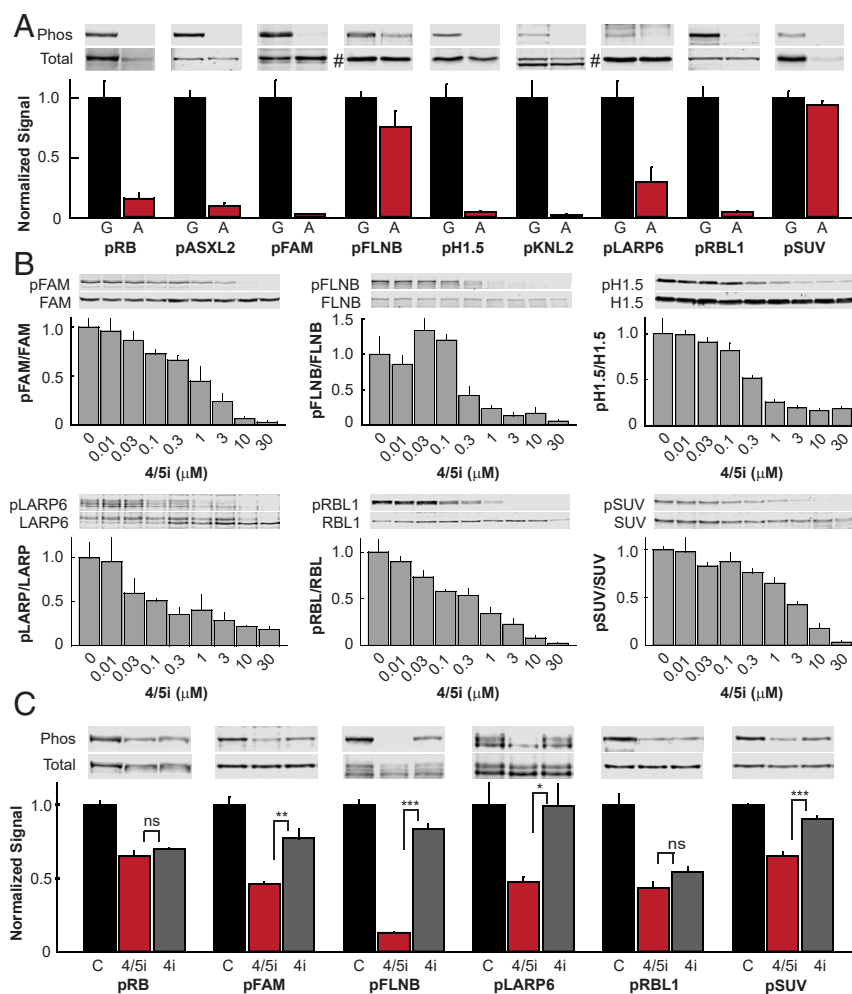 A
Phos
Total
#
#
Normalized Signal
1.0
0.5
0
G A G A G A G A G A G A G A G A G A
pRB pASXL2 pFAM pFLNB pH1.5 pKNL2 pLARP6 pRBL1 pSUV
B
pFAM
FAM
pFAM/FAM
1.0
0.5
0
0 0.01 0.03 0.1 0.3 1 3 10 30
4/5i (μM)
pFLNB
FLNB
pFLNB/FLNB
1.5
1.0
0.5
0
0 0.01 0.03 0.1 0.3 1 3 10 30
4/5i (μM)
pH1.5
H1.5
pH1.5/H1.5
1.0
0.5
0
0 0.01 0.03 0.1 0.3 1 3 10 30
4/5i (μM)
pLARP6
LARP6
pLARP/LARP
1.0
0.5
0
0 0.01 0.03 0.1 0.3 1 3 10 30
4/5i (μM)
pRBL1
RBL1
pRBL/RBL
1.0
0.5
0
0 0.01 0.03 0.1 0.3 1 3 10 30
4/5i (μM)
pSUV
SUV
pSUV/SUV
1.0
0.5
0
0 0.01 0.03 0.1 0.3 1 3 10 30
4/5i (μM)
C
Phos
Total
Normalized Signal
1.0
0.5
0
ns ** *** * ns ***
C 4/5i 4i C 4/5i 4i C 4/5i 4i C 4/5i 4i C 4/5i 4i C 4/5i 4i
pRB pFAM pFLNB pLARP6 pRBL1 pSUV